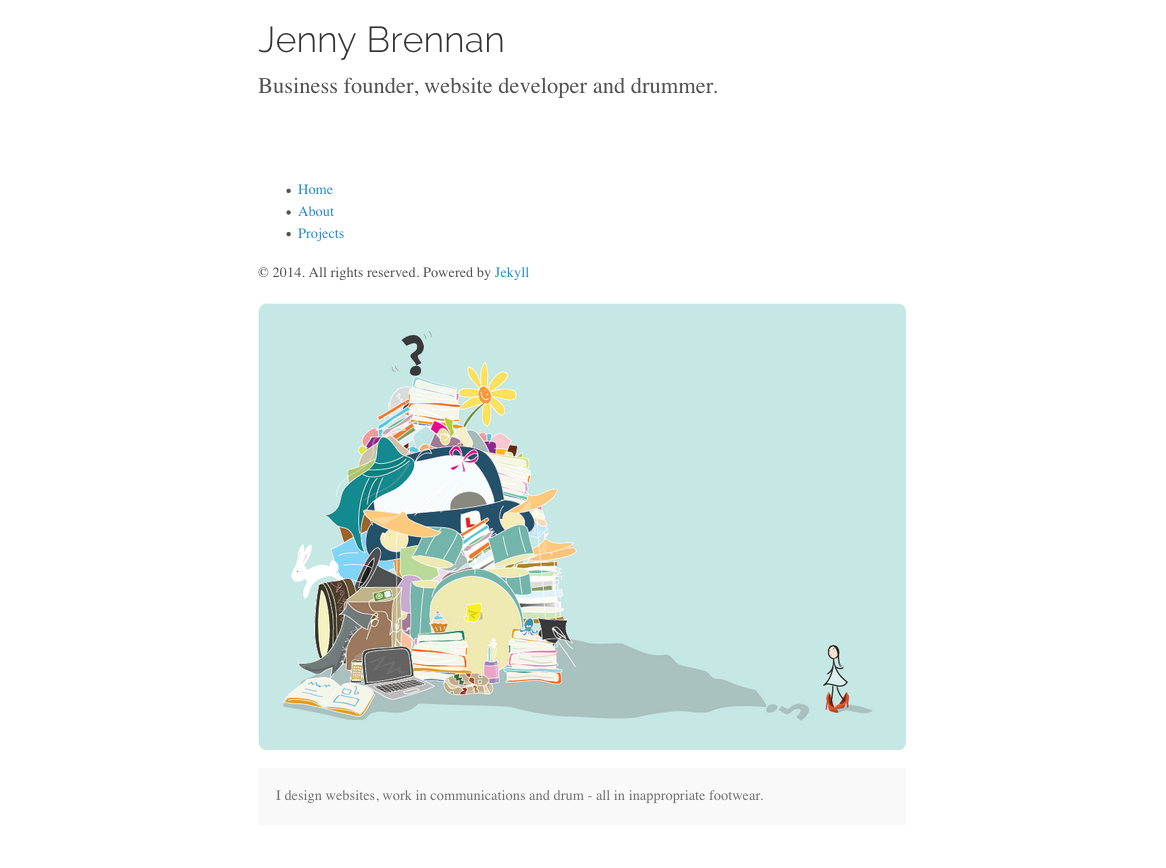 Jenny Brennan
Business founder, website developer and drummer.
Home
About
Projects
© 2014. All rights reserved. Powered by Jekyll
?
L
I design websites, work in communications and drum - all in inappropriate footwear.